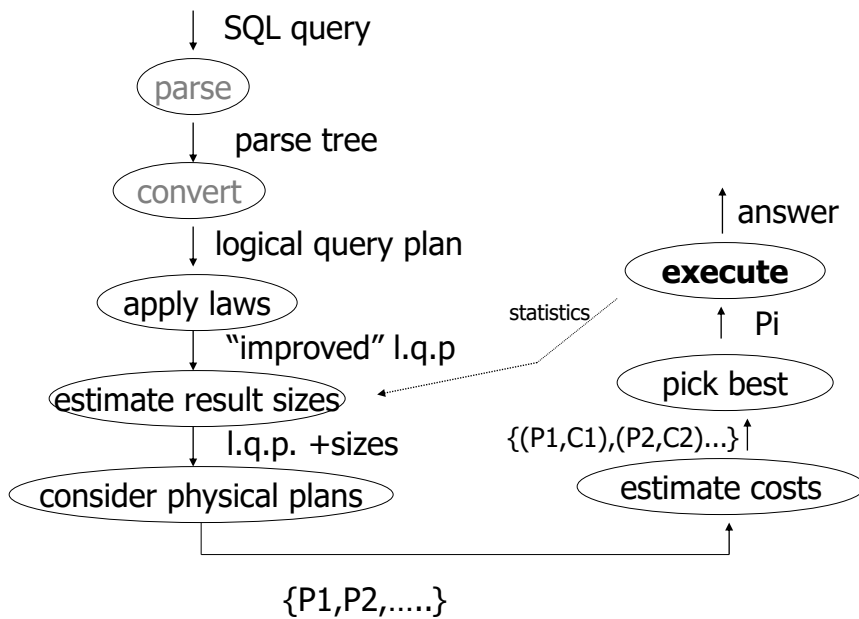 SQL query
parse
parse tree
convert
logical query plan
apply laws
“improved” l.q.p
estimate result sizes
l.q.p. +sizes
consider physical plans
{P1,P2,…..}
estimate costs
{(P1,C1),(P2,C2)...}
pick best
Pi
execute
answer
statistics